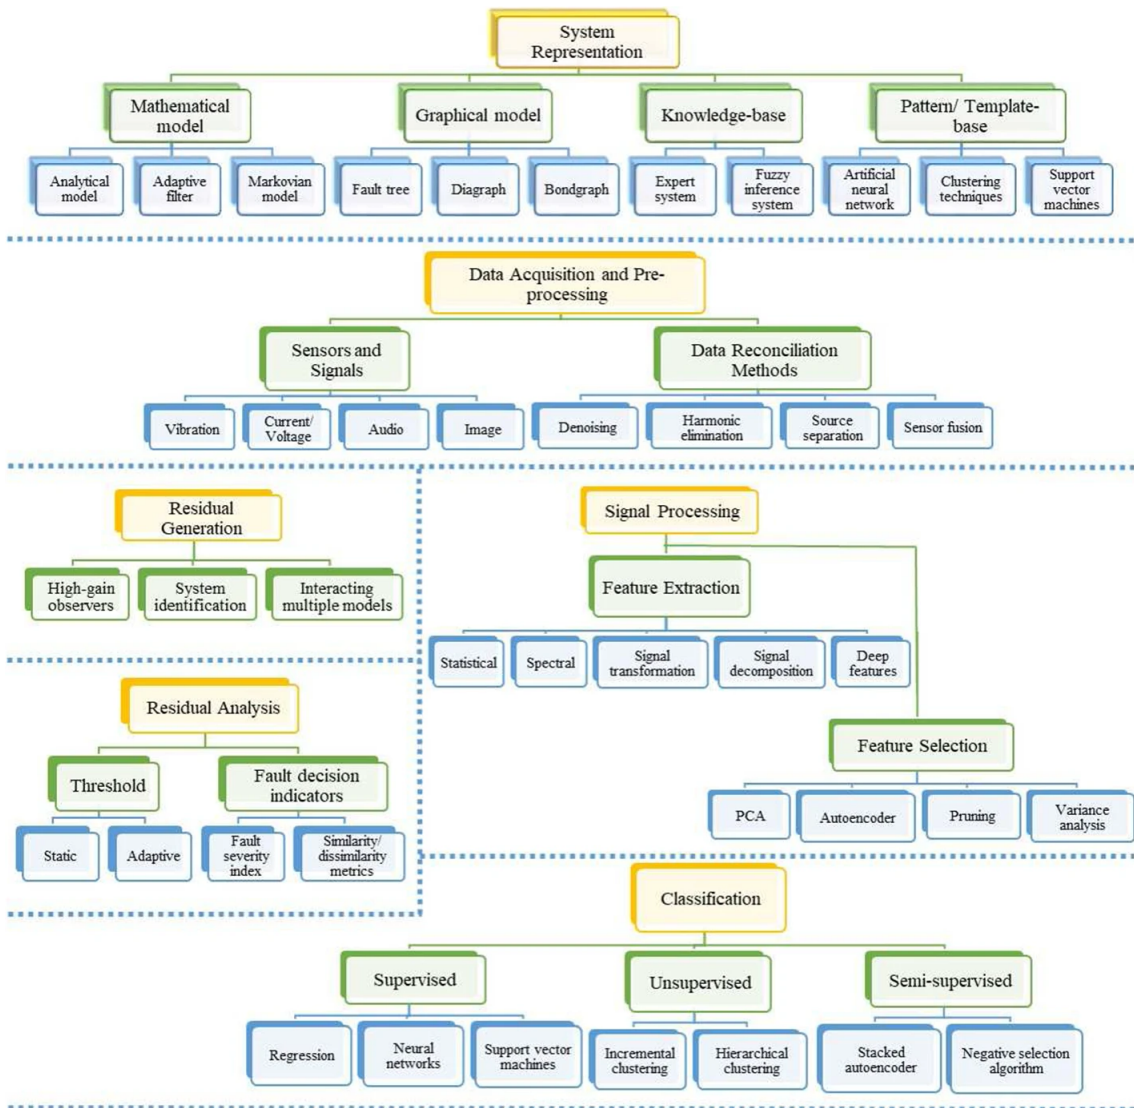 System
Representation
Mathematical
model
Graphical model
Knowledge-base
Pattern/ Template-
base
Analytical
model
Adaptive
filter
Markovian
model
Fault tree
Diagraph
Bondgraph
Expert
system
Fuzzy
inference
system
Artificial
neural
network
Clustering
techniques
Support
vector
machines
Data Acquisition and Pre-
processing
Sensors and
Signals
Data Reconciliation
Methods
Vibration
Current/
Voltage
Audio
Image
Denoising
Harmonic
elimination
Source
separation
Sensor fusion
Residual
Generation
High-gain
observers
System
identification
Interacting
multiple models
Residual Analysis
Threshold
Fault decision
indicators
Static
Adaptive
Fault
severity
index
Similarity/
dissimilarity
metrics
Signal Processing
Feature Extraction
Statistical
Spectral
Signal
transformation
Signal
decomposition
Deep
features
Feature Selection
PCA
Autoencoder
Pruning
Variance
analysis
Classification
Supervised
Unsupervised
Semi-supervised
Regression
Neural
networks
Support vector
machines
Incremental
clustering
Hierarchical
clustering
Stacked
autoencoder
Negative selection
algorithm